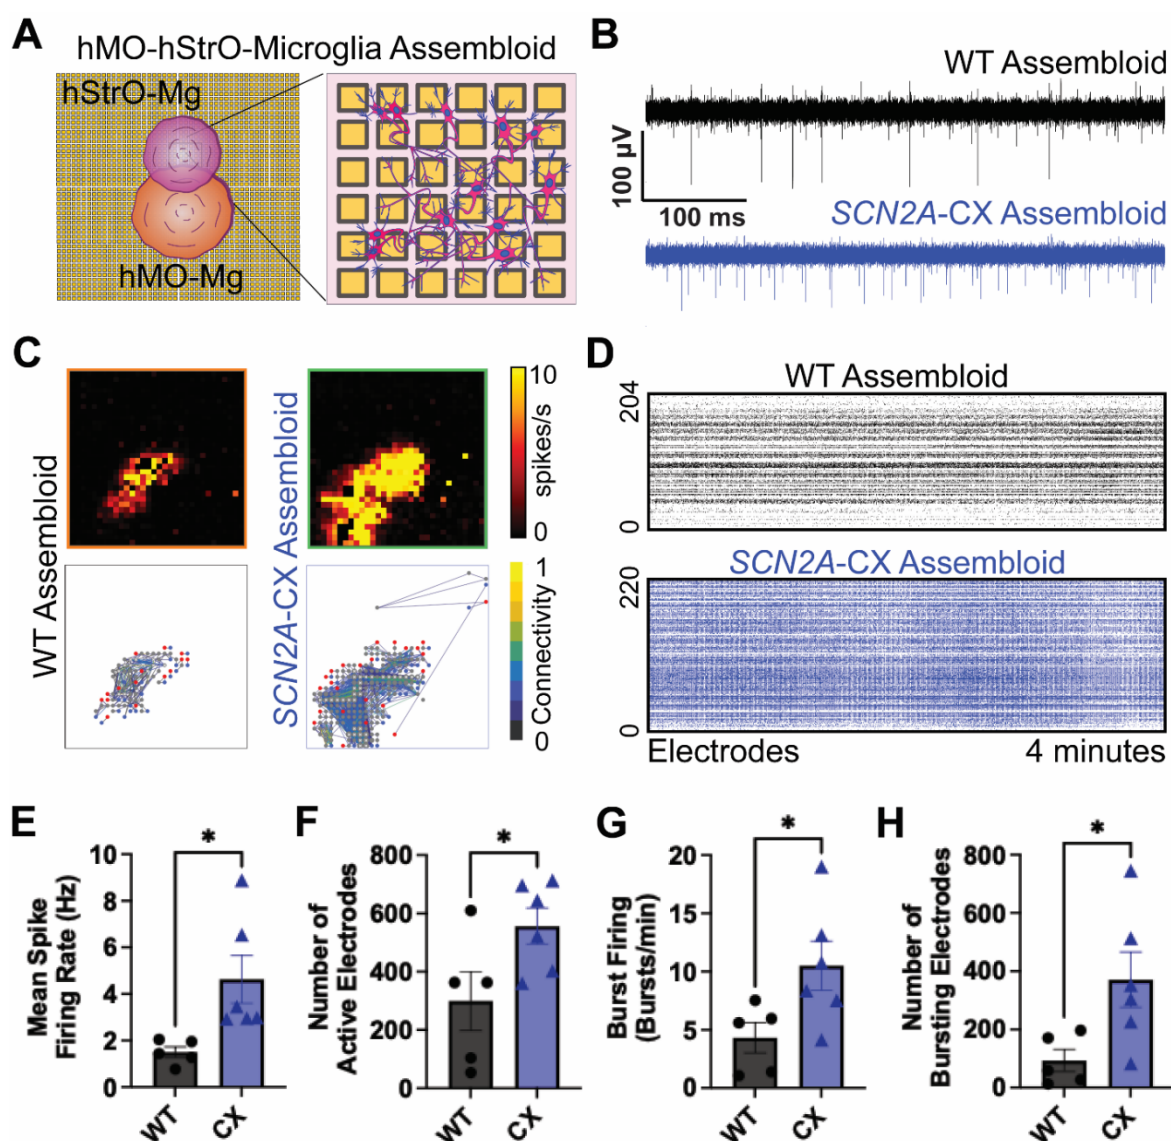 A
hMO-hStrO-Microglia Assembloid
hStrO-Mg
hMO-Mg
B
WT Assembloid
100 µV
100 ms
SCN2A-CX Assembloid
C
WT Assembloid
SCN2A-CX Assembloid
10
spikes/s
0
1
Connectivity
0
D
WT Assembloid
204
0
SCN2A-CX Assembloid
220
0
Electrodes
4 minutes
E
*
Mean Spike
Firing Rate (Hz)
10
8
6
4
2
0
WT
CX
F
*
Number of
Active Electrodes
800
600
400
200
0
WT
CX
G
*
Burst Firing
(Bursts/min)
20
15
10
5
0
WT
CX
H
*
Number of
Bursting Electrodes
800
600
400
200
0
WT
CX